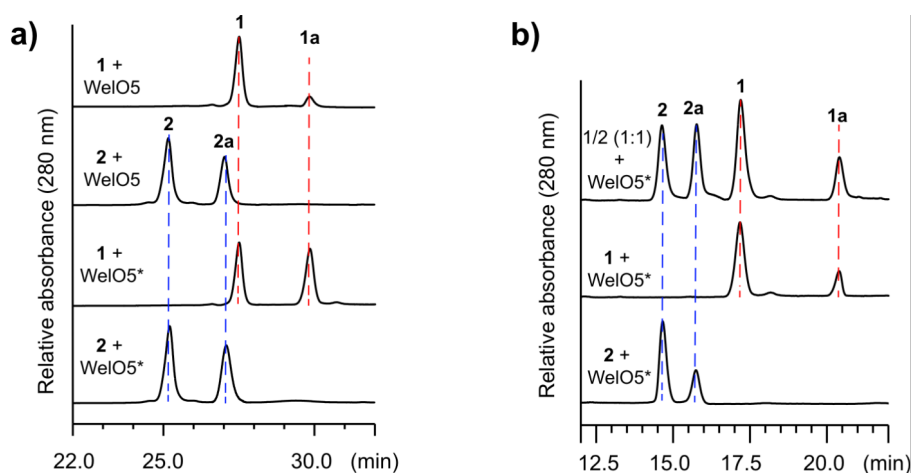 a)
Relative absorbance (280 nm)
1 1a
1 +
WelO5
2 2a
2 +
WelO5
1 +
WelO5*
2 +
WelO5*
22.0 25.0 30.0 (min)
b)
Relative absorbance (280 nm)
2 2a 1 1a
1/2 (1:1)
+
WelO5*
1 +
WelO5*
2 +
WelO5*
12.5 15.0 17.5 20.0 (min)